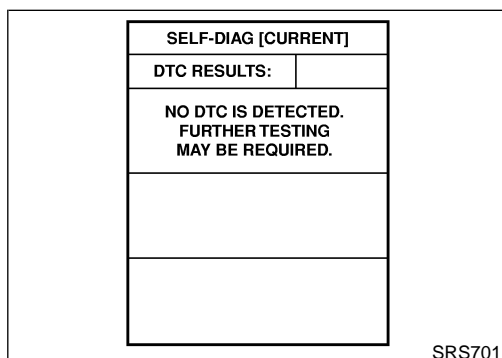 SELF-DIAG [CURRENT]
DTC RESULTS:
NO DTC IS DETECTED.
FURTHER TESTING
MAY BE REQUIRED.
SRS701